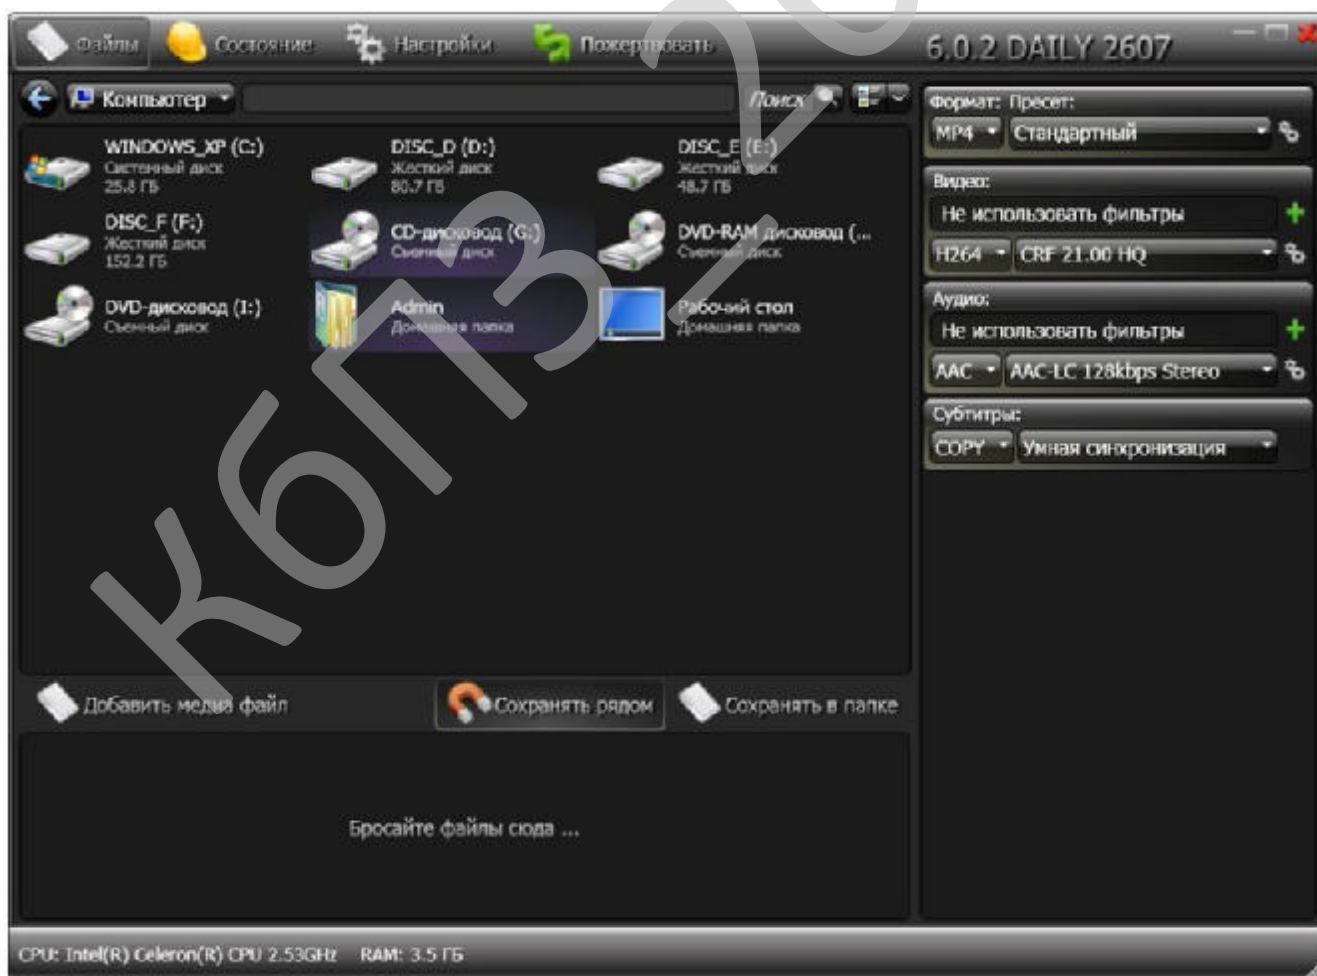 Файлы Состояние Настройки Пожертвовать 6.0.2 DAILY 2607
Компьютер Поиск
WINDOWS_XP (C:)
Системный диск
25.8 ГБ
DISC_D (D:)
Жесткий диск
80.7 ГБ
DISC_E (E:)
Жесткий диск
48.7 ГБ
DISC_F (F:)
Жесткий диск
152.2 ГБ
CD-дисковод (G:)
Съемный диск
DVD-RAM дисковод (...
Съемный диск
DVD-дисковод (I:)
Съемный диск
Admin
Домашняя папка
Рабочий стол
Домашняя папка
Формат: Пресет:
MP4 Стандартный
Видео:
Не использовать фильтры
H264 CRF 21.00 HQ
Аудио:
Не использовать фильтры
AAC AAC-LC 128kbps Stereo
Субтитры:
COPY Умная синхронизация
Добавить медиа файл Сохранять рядом Сохранять в папке
Бросайте файлы сюда ...
CPU: Intel(R) Celeron(R) CPU 2.53GHz RAM: 3.5 ГБ